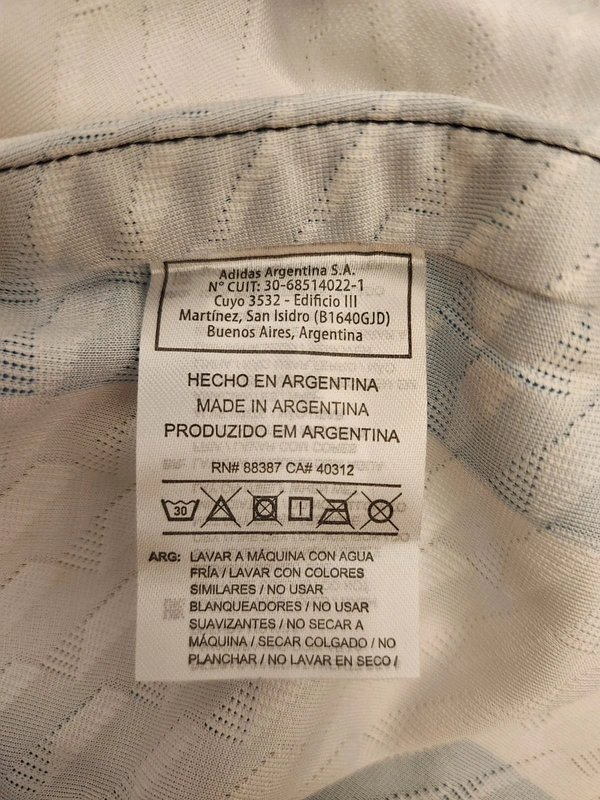 Adidas Argentina S.A.
N° CUIT: 30-68514022-1
Cuyo 3532 - Edificio III
Martínez, San Isidro (B1640GJD)
Buenos Aires, Argentina
HECHO EN ARGENTINA
MADE IN ARGENTINA
PRODUZIDO EM ARGENTINA
RN# 88387 CA# 40312
30
ARG: LAVAR A MÁQUINA CON AGUA
FRÍA / LAVAR CON COLORES
SIMILARES / NO USAR
BLANQUEADORES / NO USAR
SUAVIZANTES / NO SECAR A
MÁQUINA / SECAR COLGADO / NO
PLANCHAR / NO LAVAR EN SECO /